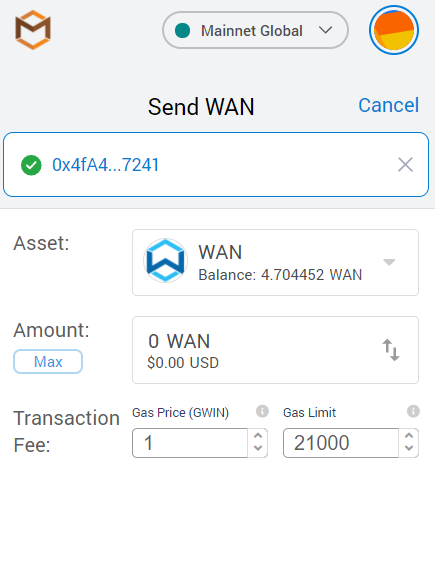 Mainnet Global
Send WAN
Cancel
0x4fA4...7241
Asset:
WAN
Balance: 4.704452 WAN
Amount:
Max
0 WAN
$0.00 USD
Transaction
Fee:
Gas Price (GWIN)
Gas Limit
1
21000